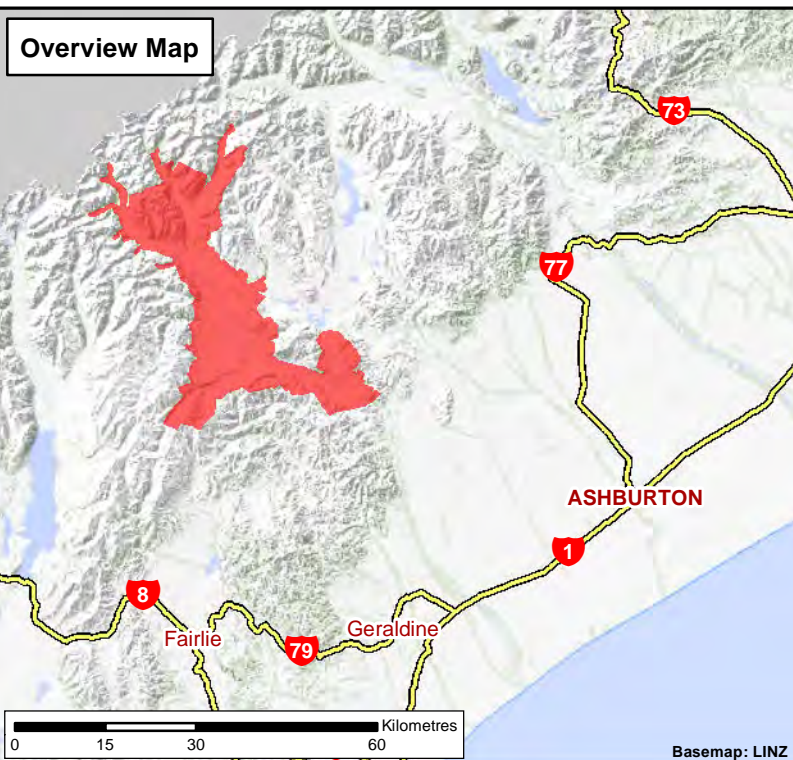 Overview Map
73
77
ASHBURTON
1
8
Fairlie
Geraldine
79
Kilometres
0 15 30 60
Basemap: LINZ